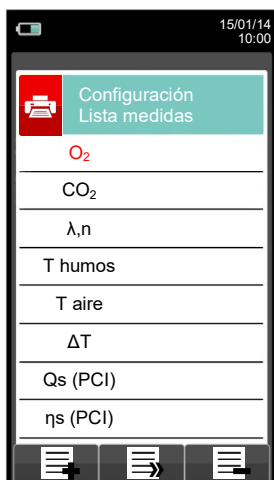 15/01/14
10:00
Configuración
Lista medidas
O₂
CO₂
λ,n
T humos
T aire
ΔT
Qs (PCI)
ηs (PCI)